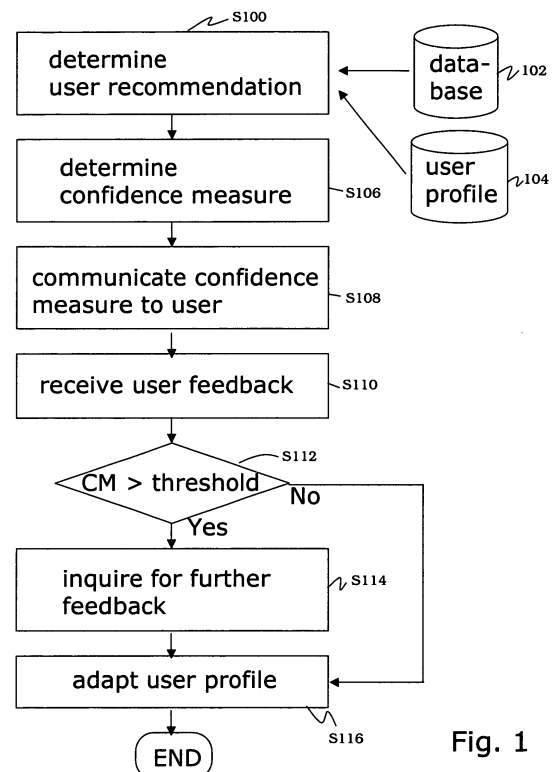 S100
determine
user recommendation
data-
base
102
user
profile
104
determine
confidence measure
S106
communicate confidence
measure to user
S108
receive user feedback
S110
S112
CM > threshold
No
Yes
inquire for further
feedback
S114
adapt user profile
S116
END
Fig. 1